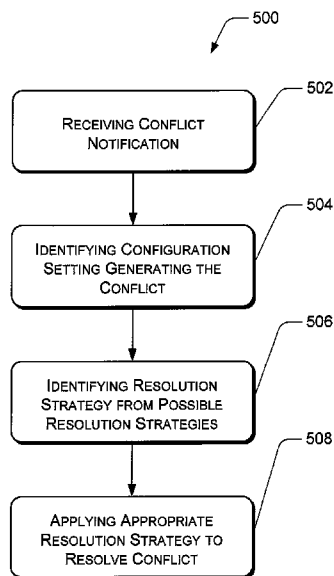 500
502
RECEIVING CONFLICT
NOTIFICATION
504
IDENTIFYING CONFIGURATION
SETTING GENERATING THE
CONFLICT
506
IDENTIFYING RESOLUTION
STRATEGY FROM POSSIBLE
RESOLUTION STRATEGIES
508
APPLYING APPROPRIATE
RESOLUTION STRATEGY TO
RESOLVE CONFLICT